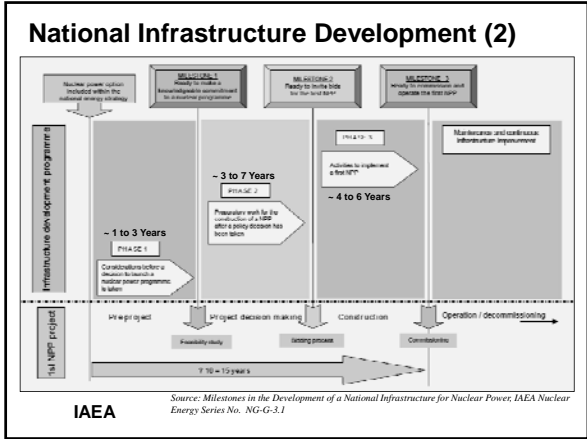 National Infrastructure Development (2)
Nuclear power option
included within the
national energy strategy
MILESTONE 1
Ready to make a
knowledgeable commitment
to a nuclear programme
MILESTONE 2
Ready to invite bids
for the first NPP
MILESTONE 3
Ready to commission and
operate the first NPP
Infrastructure development programme
PHASE 3
Activities to implement
a first NPP
~ 4 to 6 Years
Maintenance and continuous
infrastructure improvement
~ 3 to 7 Years
PHASE 2
Preparatory work for the
construction of a NPP
after a policy decision has
been taken
~ 1 to 3 Years
PHASE 1
Considerations before a
decision to launch a
nuclear power programme
is taken
1st NPP project
Pre project
Project decision making
Construction
Operation / decommissioning
Feasibility study
Bidding process
Commissioning
10 – 15 years
Source: Milestones in the Development of a National Infrastructure for Nuclear Power, IAEA Nuclear
Energy Series No. NG-G-3.1
IAEA